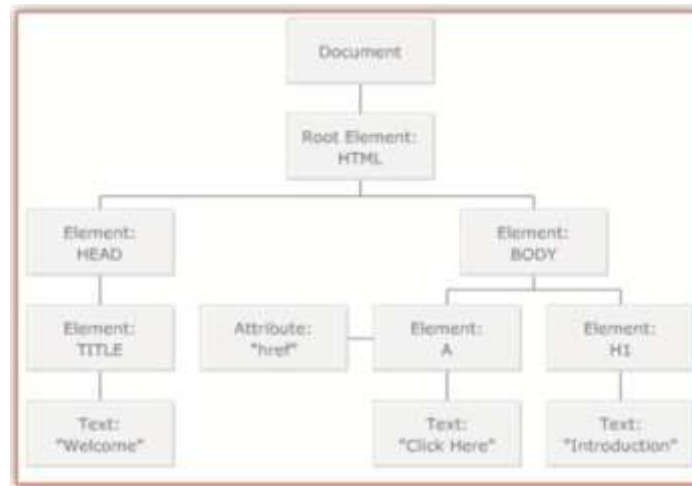 Document
Root Element:
HTML
Element:
HEAD
Element:
BODY
Element:
TITLE
Attribute:
"href"
Element:
A
Element:
H1
Text:
"Welcome"
Text:
"Click Here"
Text:
"Introduction"